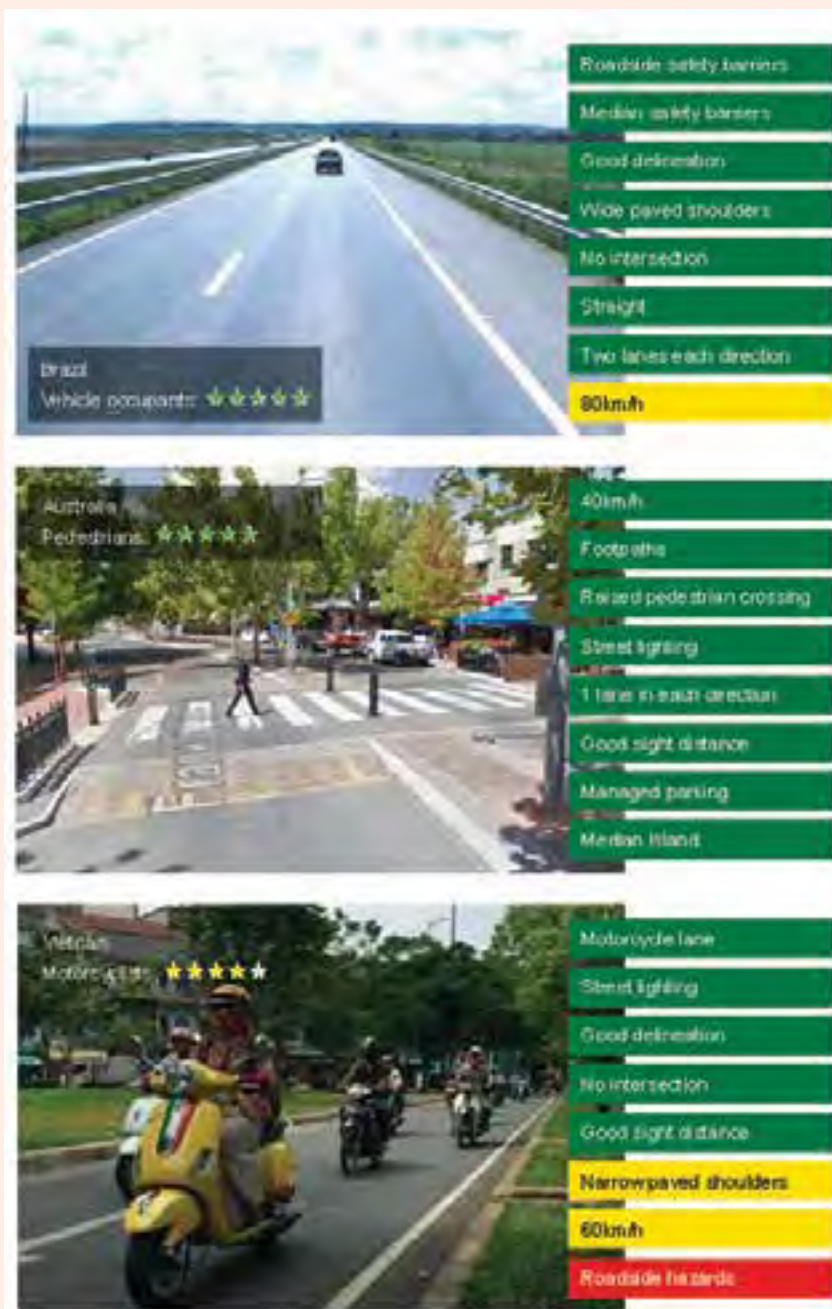 Brazil
Vehicle occupants
Roadside safety barriers
Median safety barriers
Good delineation
Wide paved shoulders
No intersection
Straight
Two lanes each direction
80km/h
Australia
Pedestrians
40km/h
Footpaths
Raised pedestrian crossing
Street lighting
1 lane in each direction
Good sight distance
Managed parking
Median Island
Vietnam
Motorcyclists
Motorcycle lane
Street lighting
Good delineation
No intersection
Good sight distance
Narrow paved shoulders
60km/h
Roadside hazards